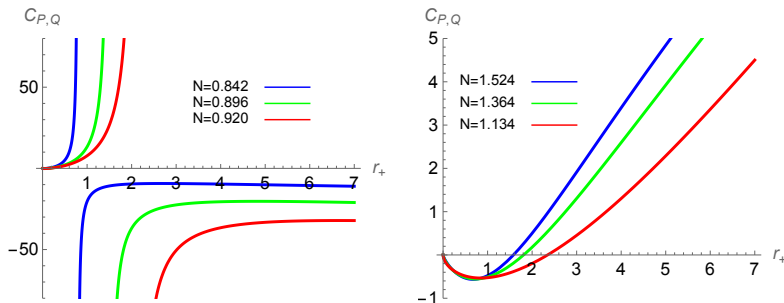 C_{P,Q}
50
-50
N=0.842
N=0.896
N=0.920
1 2 3 4 5 6 7
r_+
C_{P,Q}
5
4
3
2
1
-1
N=1.524
N=1.364
N=1.134
1 2 3 4 5 6 7
r_+